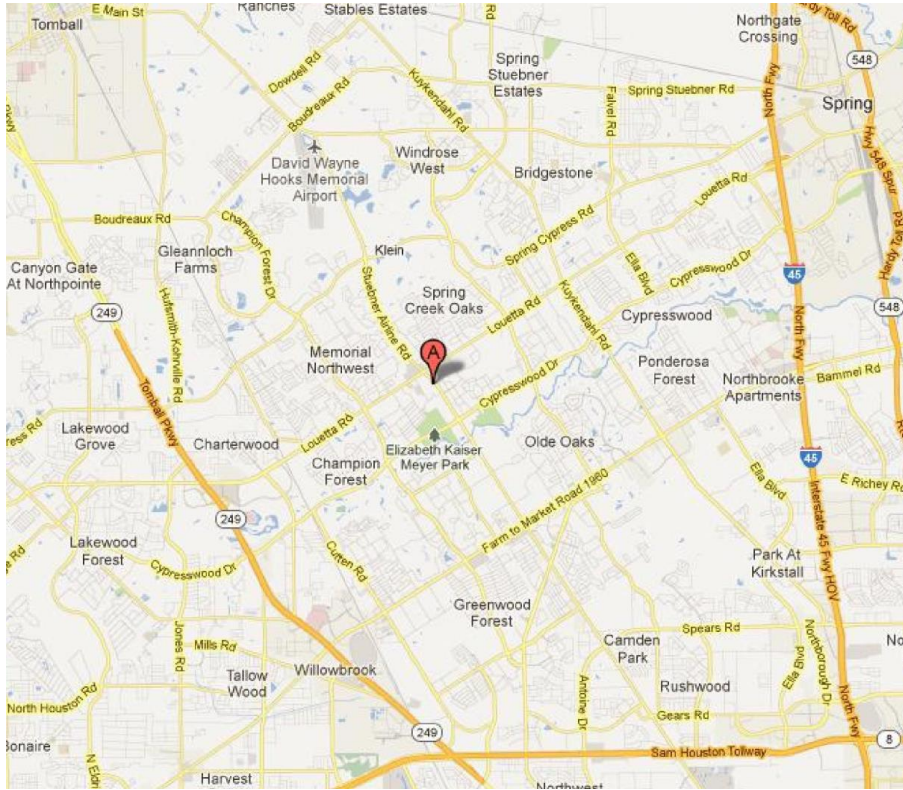 E Main St
Ranches
Stables Estates
Tomball
Northgate
Crossing
Hardy Toll Rd
548
Dowdell Rd
Kuykendahl Rd
Spring
Stuebner
Estates
Spring Stuebner Rd
North Fwy
Spring
Pkwy
Boudreaux Rd
Falvel Rd
Hwy 548 Spur
David Wayne
Hooks Memorial
Airport
Windrose
West
Bridgestone
Louetta Rd
Boudreaux Rd
Champion Forest Dr
Spring Cypress Rd
Gleannloch
Farms
Klein
Ella Blvd
Cypresswood Dr
Hardy Toll
Canyon Gate
At Northpointe
Stuebner Airline Rd
45
Hufsmith-Kohrville Rd
Spring
Creek Oaks
Louetta Rd
Kuykendahl Rd
Cypresswood
548
249
North Fwy
A
Memorial
Northwest
Cypresswood Dr
Ponderosa
Forest
Northbrooke
Apartments
Bammel Rd
Tomball Pkwy
ress Rd
Lakewood
Grove
Charterwood
Louetta Rd
Elizabeth Kaiser
Meyer Park
Olde Oaks
45
Champion
Forest
Ella Blvd
E Richey Rd
249
Farm to Market Road 1960
Interstate 45 Fwy HOV
Lakewood
Forest
Cypresswood Dr
Cutten Rd
Park At
Kirkstall
Greenwood
Forest
Jones Rd
Mills Rd
Spears Rd
Camden
Park
Northborough Dr
No
Tallow
Wood
Willowbrook
Ella Blvd
Rushwood
North Houston Rd
Antoine Dr
Gears Rd
North Fwy
249
8
Bonaire
N Eldr
Sam Houston Tollway
Harvest
Northwest